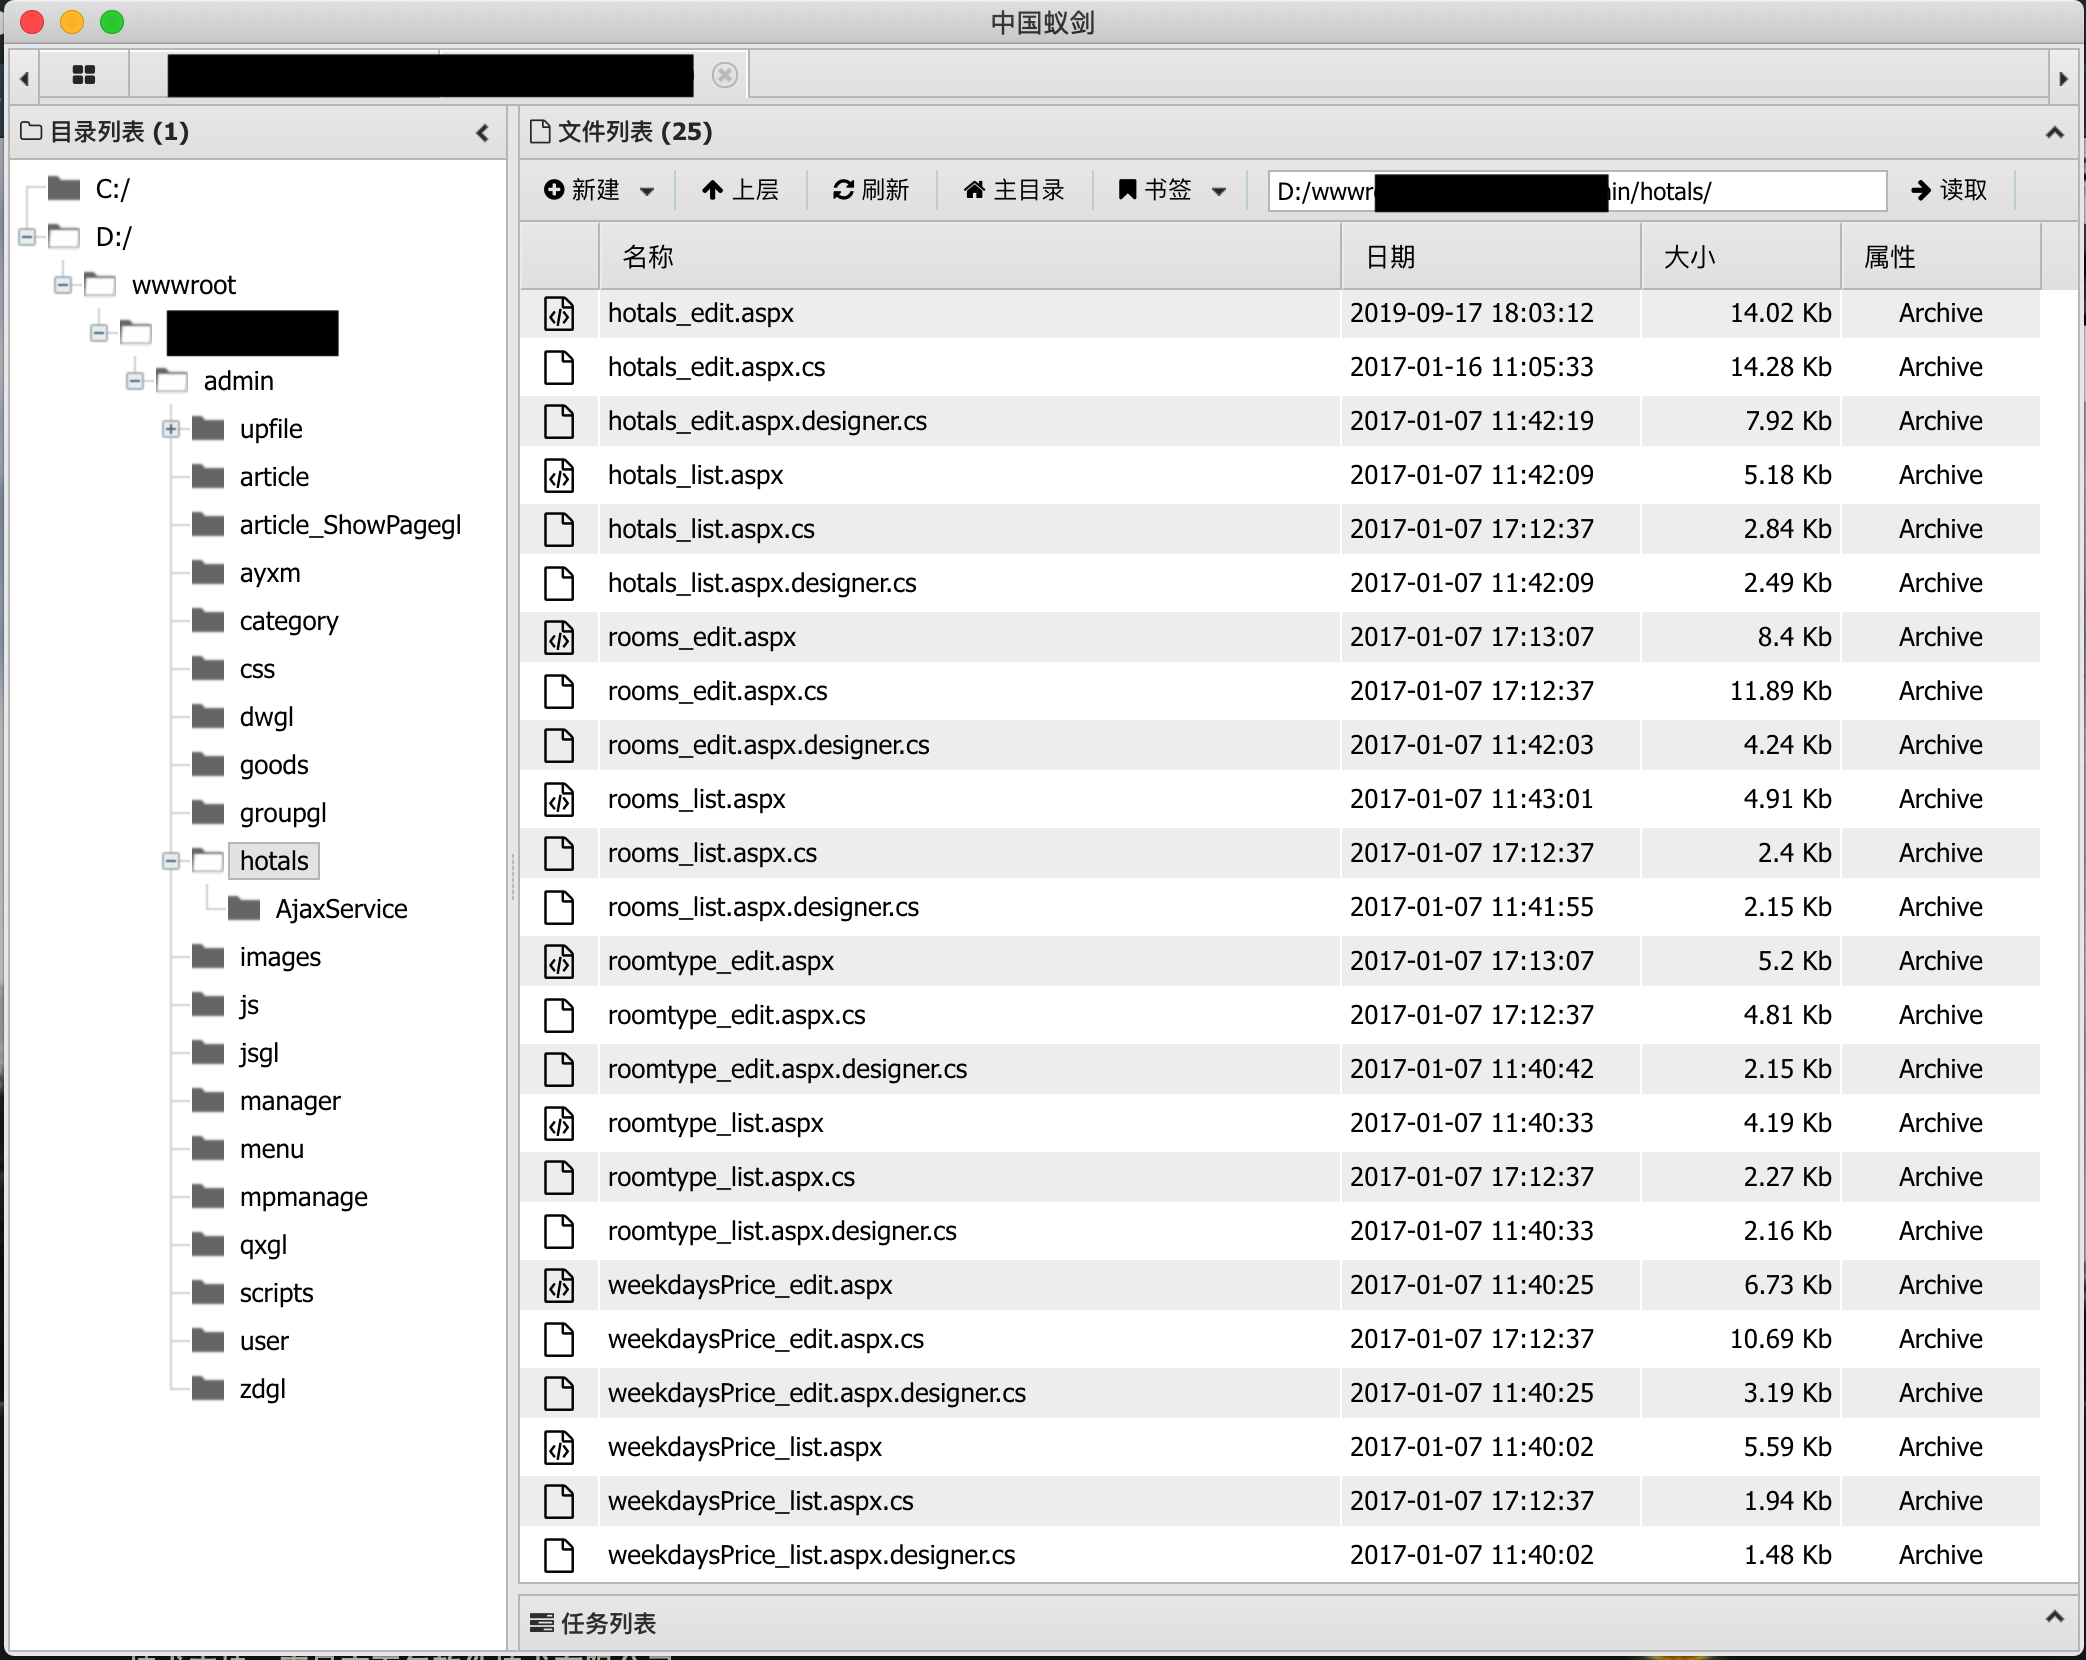 中国蚁剑
目录列表 (1)
C:/
D:/
wwwroot
admin
upfile
article
article_ShowPagegl
ayxm
category
css
dwgl
goods
groupgl
hotals
AjaxService
images
js
jsgl
manager
menu
mpmanage
qxgl
scripts
user
zdgl
文件列表 (25)
新建 上层 刷新 主目录 书签 D:/wwwr in/hotals/ 读取
名称 日期 大小 属性
hotals_edit.aspx 2019-09-17 18:03:12 14.02 Kb Archive
hotals_edit.aspx.cs 2017-01-16 11:05:33 14.28 Kb Archive
hotals_edit.aspx.designer.cs 2017-01-07 11:42:19 7.92 Kb Archive
hotals_list.aspx 2017-01-07 11:42:09 5.18 Kb Archive
hotals_list.aspx.cs 2017-01-07 17:12:37 2.84 Kb Archive
hotals_list.aspx.designer.cs 2017-01-07 11:42:09 2.49 Kb Archive
rooms_edit.aspx 2017-01-07 17:13:07 8.4 Kb Archive
rooms_edit.aspx.cs 2017-01-07 17:12:37 11.89 Kb Archive
rooms_edit.aspx.designer.cs 2017-01-07 11:42:03 4.24 Kb Archive
rooms_list.aspx 2017-01-07 11:43:01 4.91 Kb Archive
rooms_list.aspx.cs 2017-01-07 17:12:37 2.4 Kb Archive
rooms_list.aspx.designer.cs 2017-01-07 11:41:55 2.15 Kb Archive
roomtype_edit.aspx 2017-01-07 17:13:07 5.2 Kb Archive
roomtype_edit.aspx.cs 2017-01-07 17:12:37 4.81 Kb Archive
roomtype_edit.aspx.designer.cs 2017-01-07 11:40:42 2.15 Kb Archive
roomtype_list.aspx 2017-01-07 11:40:33 4.19 Kb Archive
roomtype_list.aspx.cs 2017-01-07 17:12:37 2.27 Kb Archive
roomtype_list.aspx.designer.cs 2017-01-07 11:40:33 2.16 Kb Archive
weekdaysPrice_edit.aspx 2017-01-07 11:40:25 6.73 Kb Archive
weekdaysPrice_edit.aspx.cs 2017-01-07 17:12:37 10.69 Kb Archive
weekdaysPrice_edit.aspx.designer.cs 2017-01-07 11:40:25 3.19 Kb Archive
weekdaysPrice_list.aspx 2017-01-07 11:40:02 5.59 Kb Archive
weekdaysPrice_list.aspx.cs 2017-01-07 17:12:37 1.94 Kb Archive
weekdaysPrice_list.aspx.designer.cs 2017-01-07 11:40:02 1.48 Kb Archive
任务列表